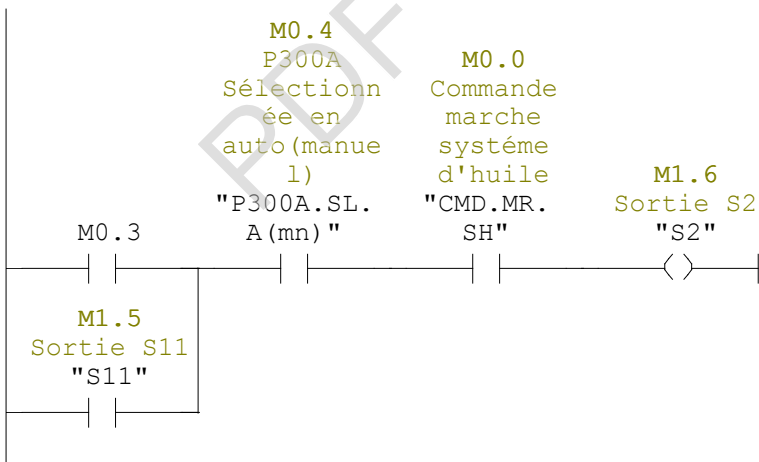 M0.4
P300A
Sélectionn
ée en
auto(manue
l)
"P300A.SL.
A(mn)"
M0.0
Commande
marche
systéme
d'huile
"CMD.MR.
SH"
M1.6
Sortie S2
"S2"
M0.3
M1.5
Sortie S11
"S11"
PDF